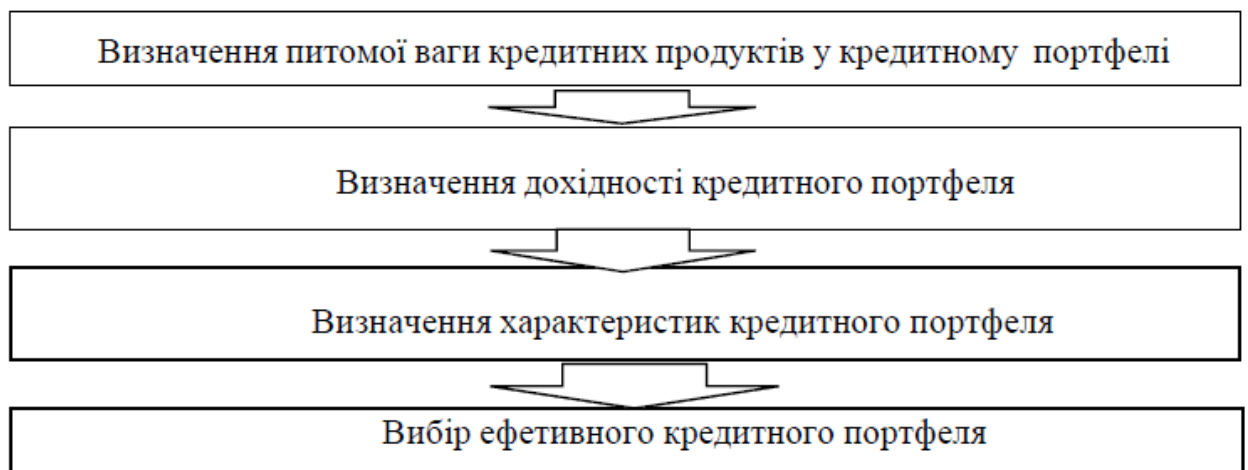 Визначення питомої ваги кредитних продуктів у кредитному портфелі
Визначення дохідності кредитного портфеля
Визначення характеристик кредитного портфеля
Вибір ефетивного кредитного портфеля